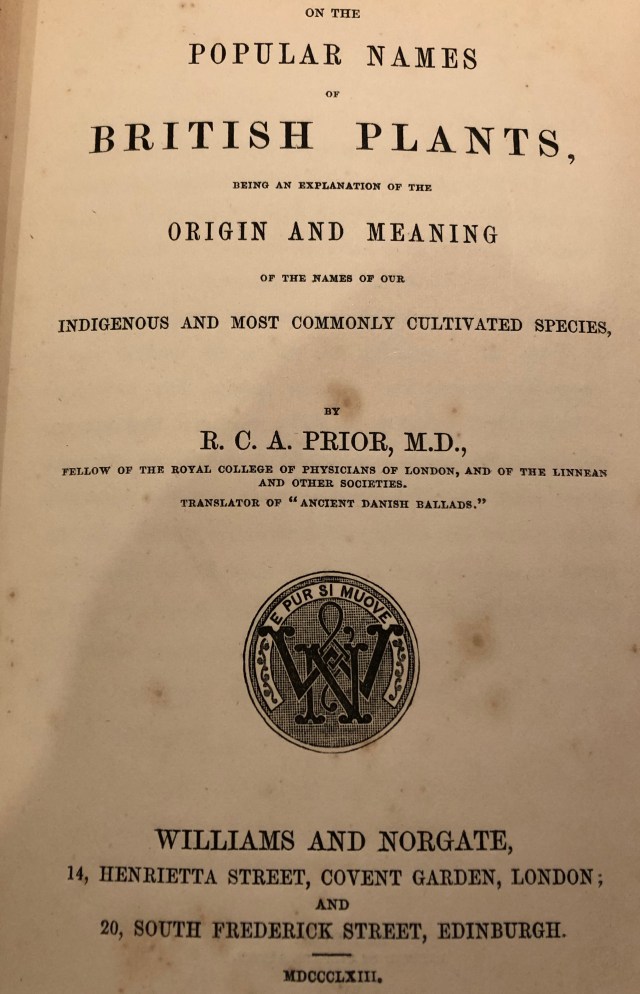 ON THE
POPULAR NAMES
OF
BRITISH PLANTS,
BEING AN EXPLANATION OF THE
ORIGIN AND MEANING
OF THE NAMES OF OUR
INDIGENOUS AND MOST COMMONLY CULTIVATED SPECIES,
BY
R. C. A. PRIOR, M.D.,
FELLOW OF THE ROYAL COLLEGE OF PHYSICIANS OF LONDON, AND OF THE LINNEAN
AND OTHER SOCIETIES.
TRANSLATOR OF “ANCIENT DANISH BALLADS.”
E PUR SI MUOVE
WN
WILLIAMS AND NORGATE,
14, HENRIETTA STREET, COVENT GARDEN, LONDON;
AND
20, SOUTH FREDERICK STREET, EDINBURGH.
MDCCCLXIII.